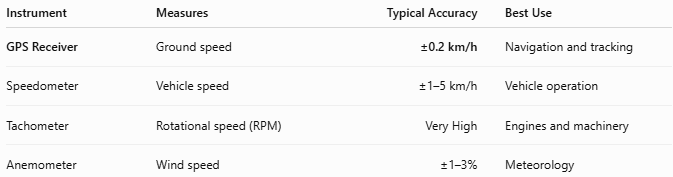 Instrument Measures Typical Accuracy Best Use
GPS Receiver Ground speed ±0.2 km/h Navigation and tracking
Speedometer Vehicle speed ±1–5 km/h Vehicle operation
Tachometer Rotational speed (RPM) Very High Engines and machinery
Anemometer Wind speed ±1–3% Meteorology